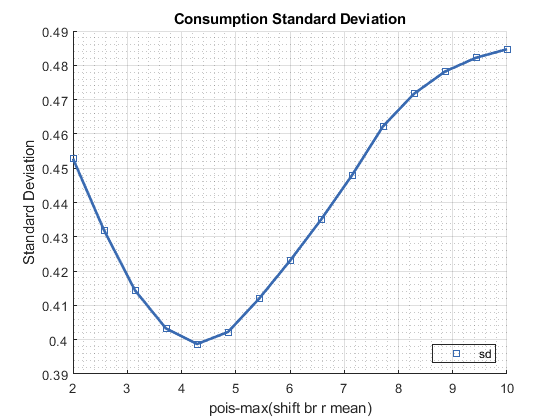 Consumption Standard Deviation
0.49
0.48
0.47
0.46
0.45
0.44
0.43
0.42
0.41
0.4
0.39
Standard Deviation
sd
2 3 4 5 6 7 8 9 10
pois-max(shift br r mean)